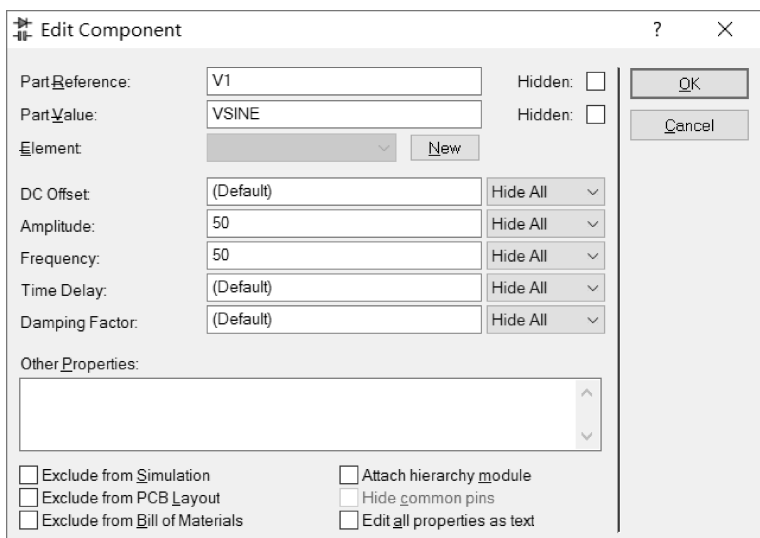 Edit Component ? ×
Part Reference: V1 Hidden: OK
Part Value: VSINE Hidden: Cancel
Element: New
DC Offset: (Default) Hide All
Amplitude: 50 Hide All
Frequency: 50 Hide All
Time Delay: (Default) Hide All
Damping Factor: (Default) Hide All
Other Properties:
Exclude from Simulation Attach hierarchy module
Exclude from PCB Layout Hide common pins
Exclude from Bill of Materials Edit all properties as text